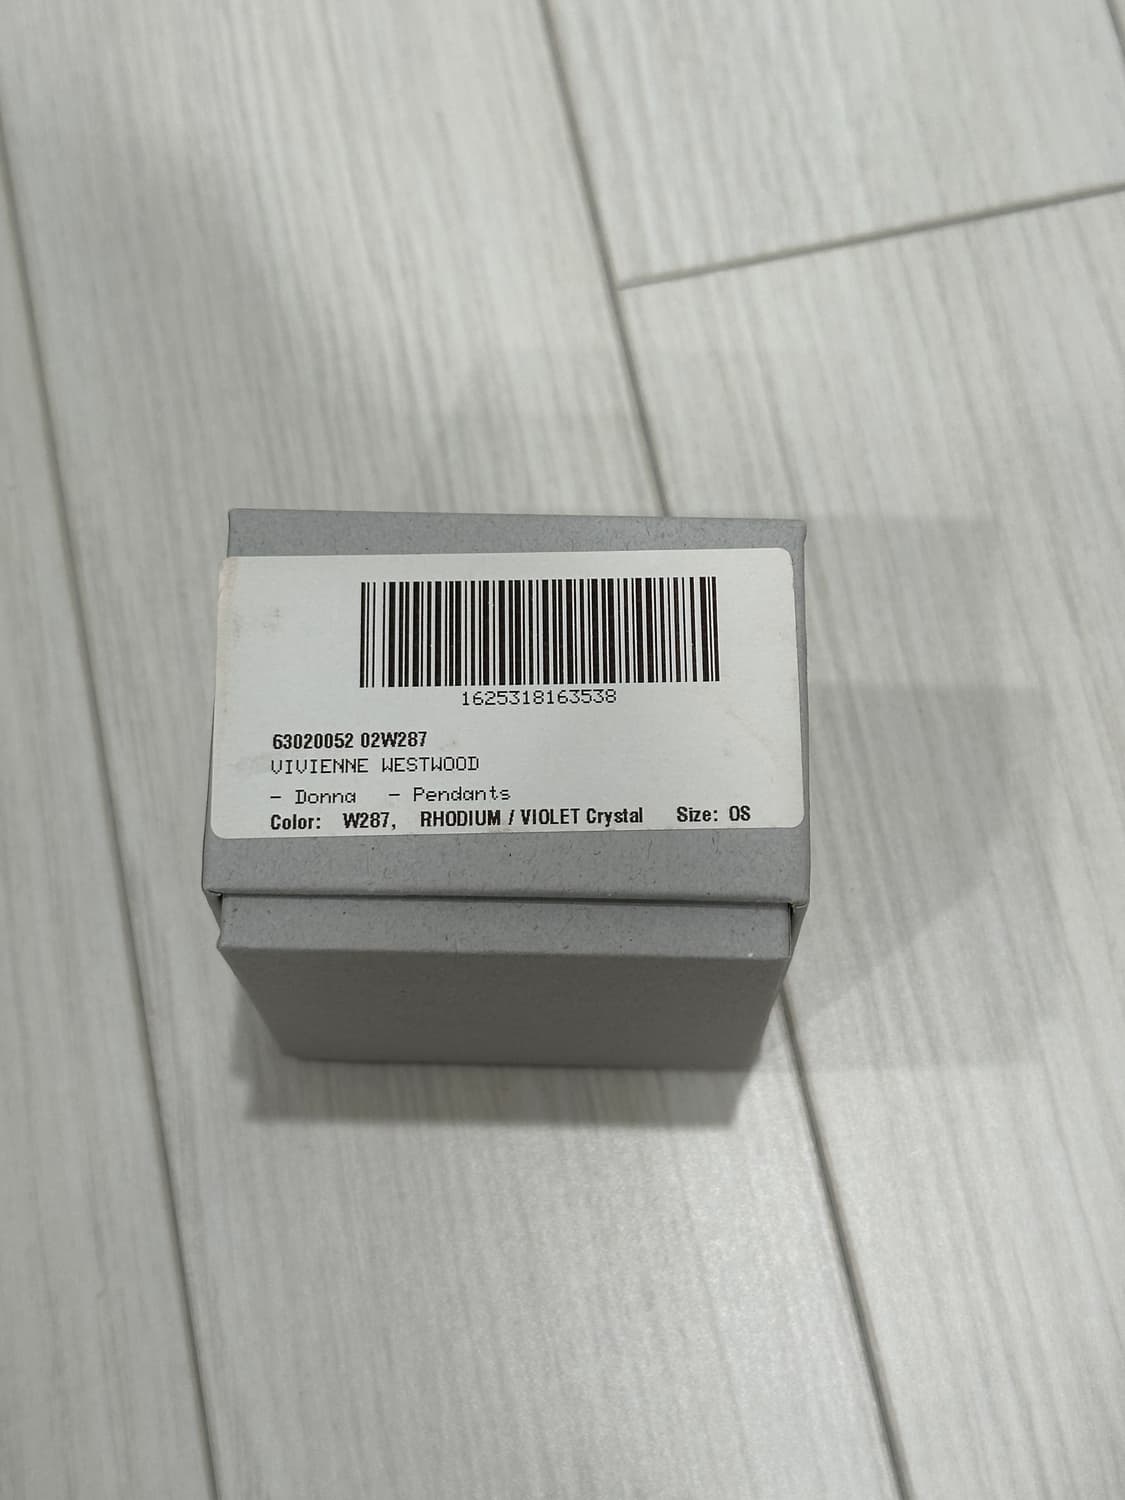 1625318163538
63020052 02W287
VIVIENNE WESTWOOD
- Donna - Pendants
Color: W287, RHODIUM / VIOLET Crystal Size: OS